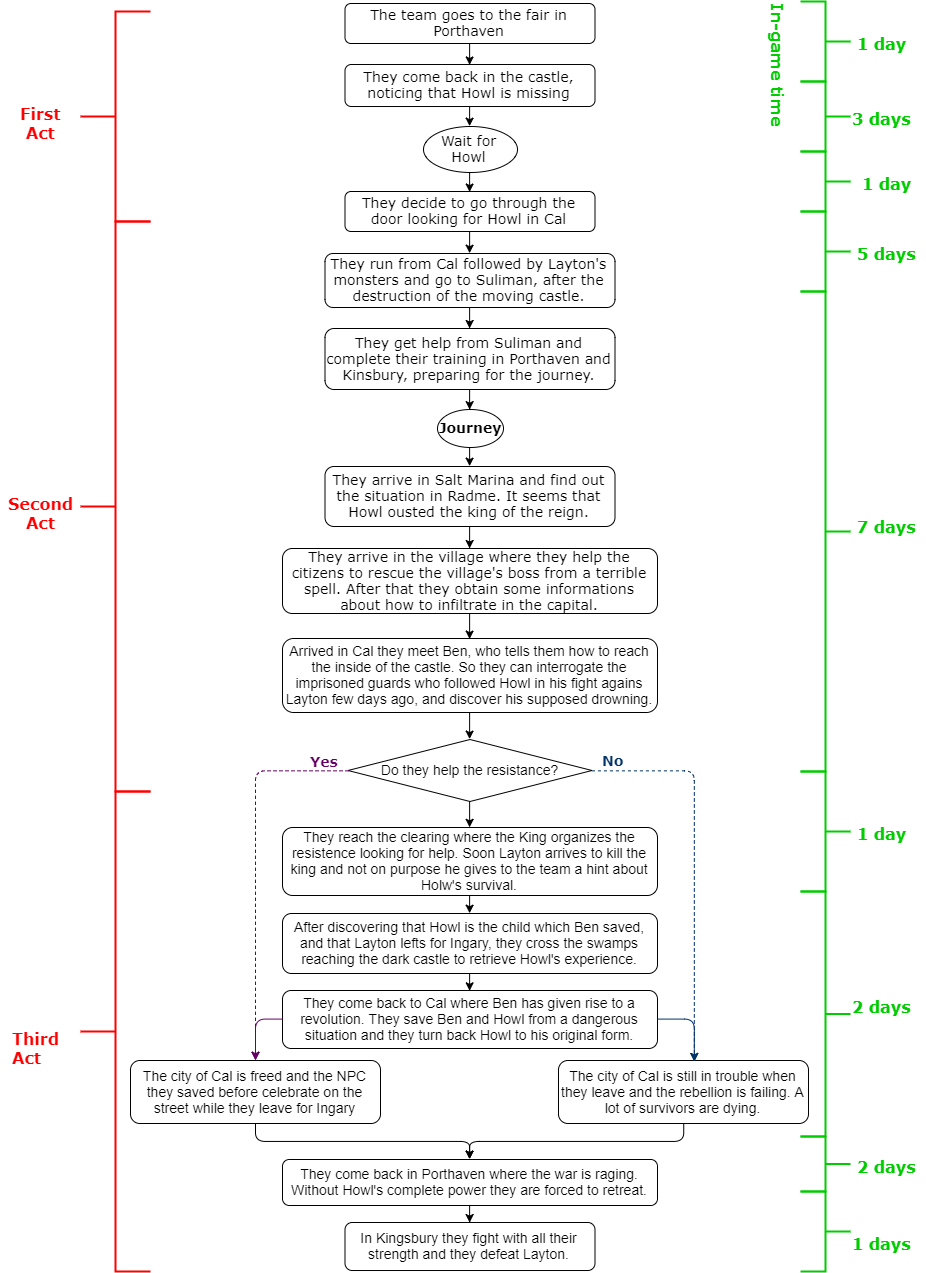 The team goes to the fair in
Porthaven
In-game time
1 day
They come back in the castle,
noticing that Howl is missing
First
Act
3 days
Wait for
Howl
1 day
They decide to go through the
door looking for Howl in Cal
5 days
They run from Cal followed by Layton's
monsters and go to Suliman, after the
destruction of the moving castle.
They get help from Suliman and
complete their training in Porthaven and
Kinsbury, preparing for the journey.
Journey
They arrive in Salt Marina and find out
the situation in Radme. It seems that
Howl ousted the king of the reign.
Second
Act
7 days
They arrive in the village where they help the
citizens to rescue the village's boss from a terrible
spell. After that they obtain some informations
about how to infiltrate in the capital.
Arrived in Cal they meet Ben, who tells them how to reach
the inside of the castle. So they can interrogate the
imprisoned guards who followed Howl in his fight agains
Layton few days ago, and discover his supposed drowning.
Yes
Do they help the resistance?
No
They reach the clearing where the King organizes the
resistence looking for help. Soon Layton arrives to kill the
king and not on purpose he gives to the team a hint about
Holw's survival.
1 day
After discovering that Howl is the child which Ben saved,
and that Layton lefts for Ingary, they cross the swamps
reaching the dark castle to retrieve Howl's experience.
They come back to Cal where Ben has given rise to a
revolution. They save Ben and Howl from a dangerous
situation and they turn back Howl to his original form.
2 days
Third
Act
The city of Cal is freed and the NPC
they saved before celebrate on the
street while they leave for Ingary
The city of Cal is still in trouble when
they leave and the rebellion is failing. A
lot of survivors are dying.
They come back in Porthaven where the war is raging.
Without Howl's complete power they are forced to retreat.
2 days
In Kingsbury they fight with all their
strength and they defeat Layton.
1 days